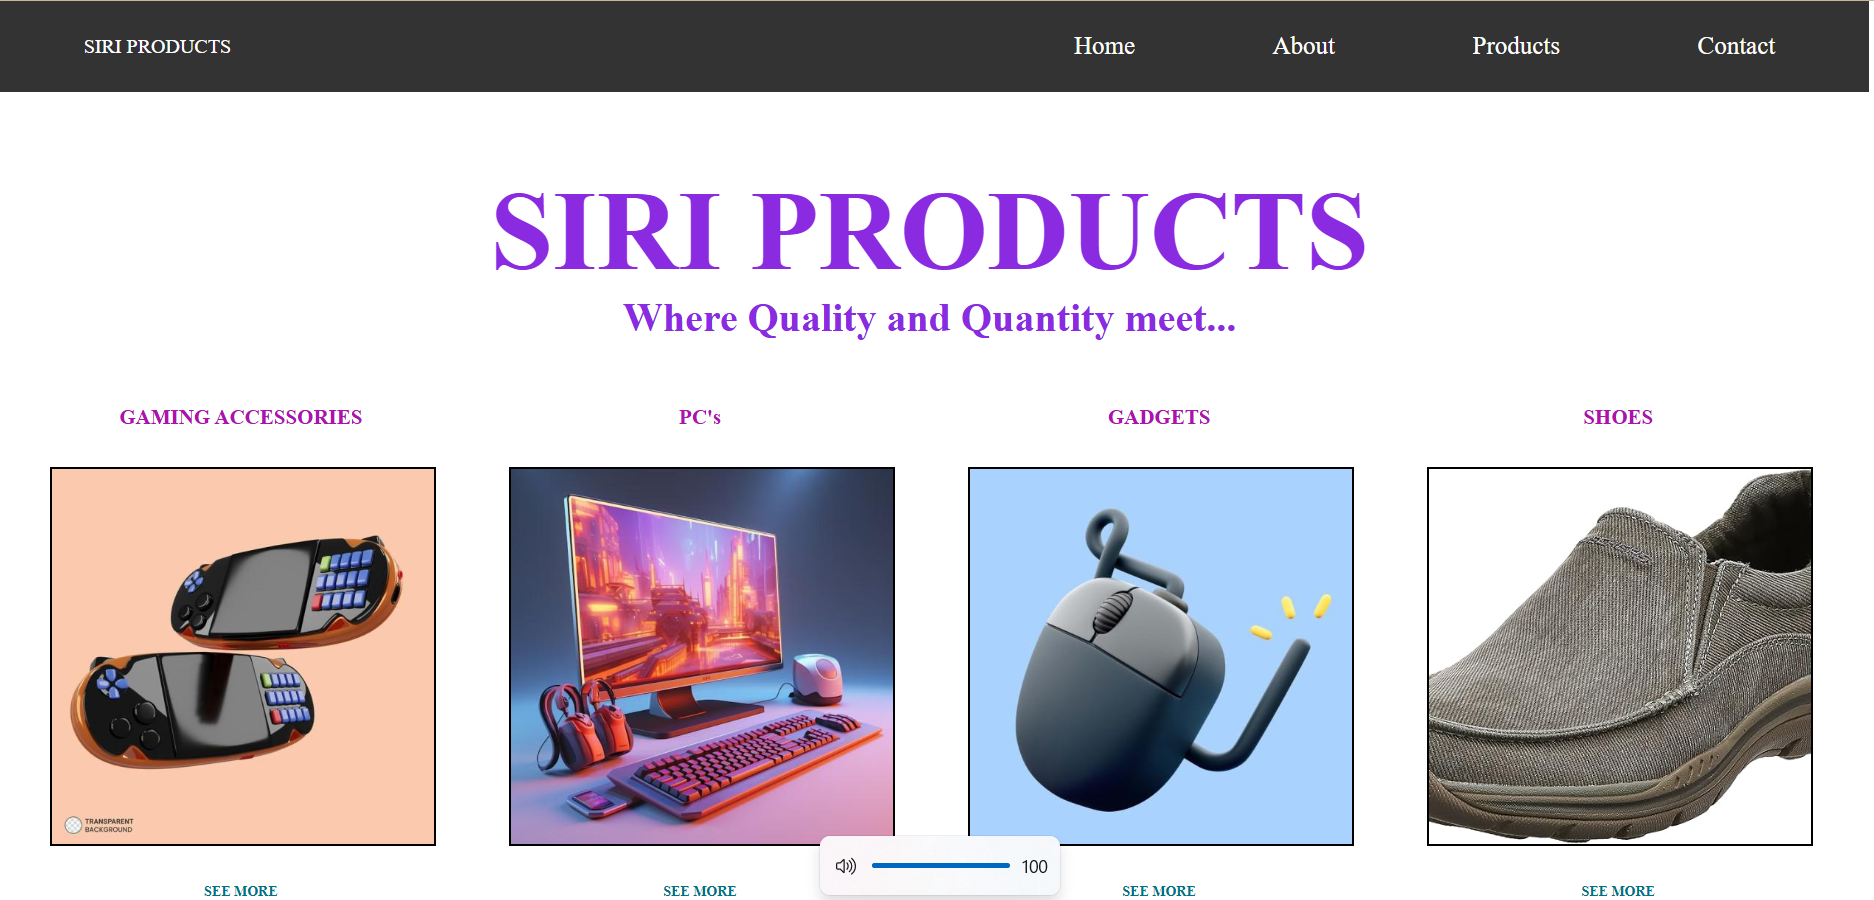 SIRI PRODUCTS Home About Products Contact
SIRI PRODUCTS
Where Quality and Quantity meet...
GAMING ACCESSORIES PC's GADGETS SHOES
TRANSPARENT
BACKGROUND
100
SEE MORE SEE MORE SEE MORE SEE MORE